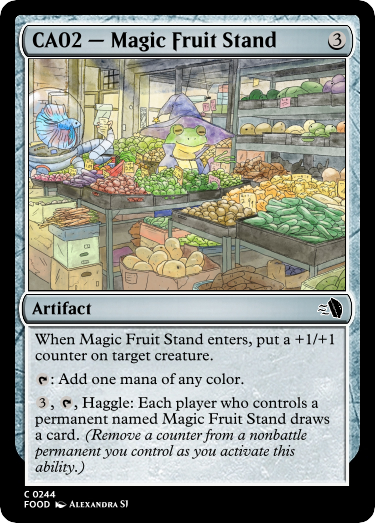 CA02 — Magic Fruit Stand 3
Artifact
When Magic Fruit Stand enters, put a +1/+1
counter on target creature.
: Add one mana of any color.
3, , Haggle: Each player who controls a
permanent named Magic Fruit Stand draws
a card. (Remove a counter from a nonbattle
permanent you control as you activate this
ability.)
C 0244
FOOD Alexandra SI